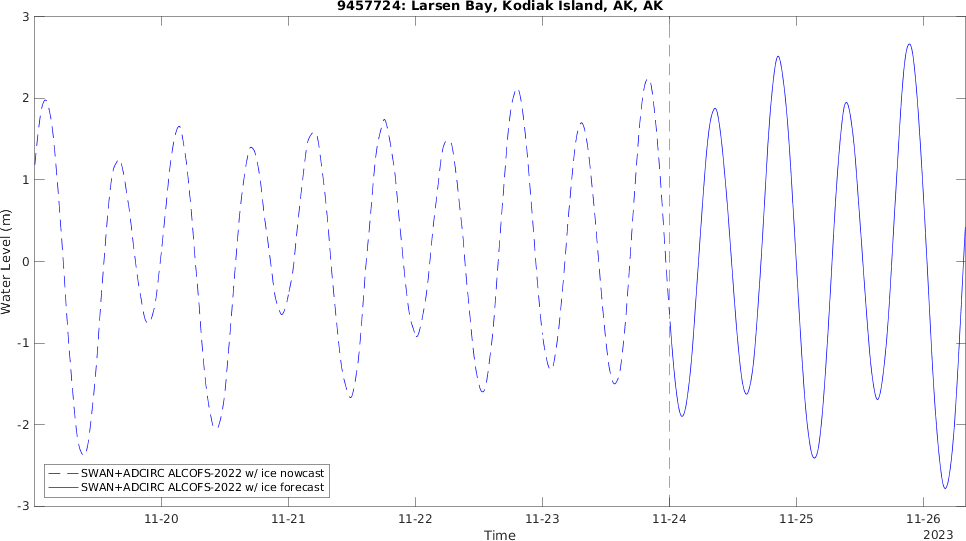 9457724: Larsen Bay, Kodiak Island, AK, AK
3
2
1
0
-1
-2
-3
Water Level (m)
SWAN+ADCIRC ALCOFS-2022 w/ ice nowcast
SWAN+ADCIRC ALCOFS-2022 w/ ice forecast
11-20 11-21 11-22 11-23 11-24 11-25 11-26
Time
2023